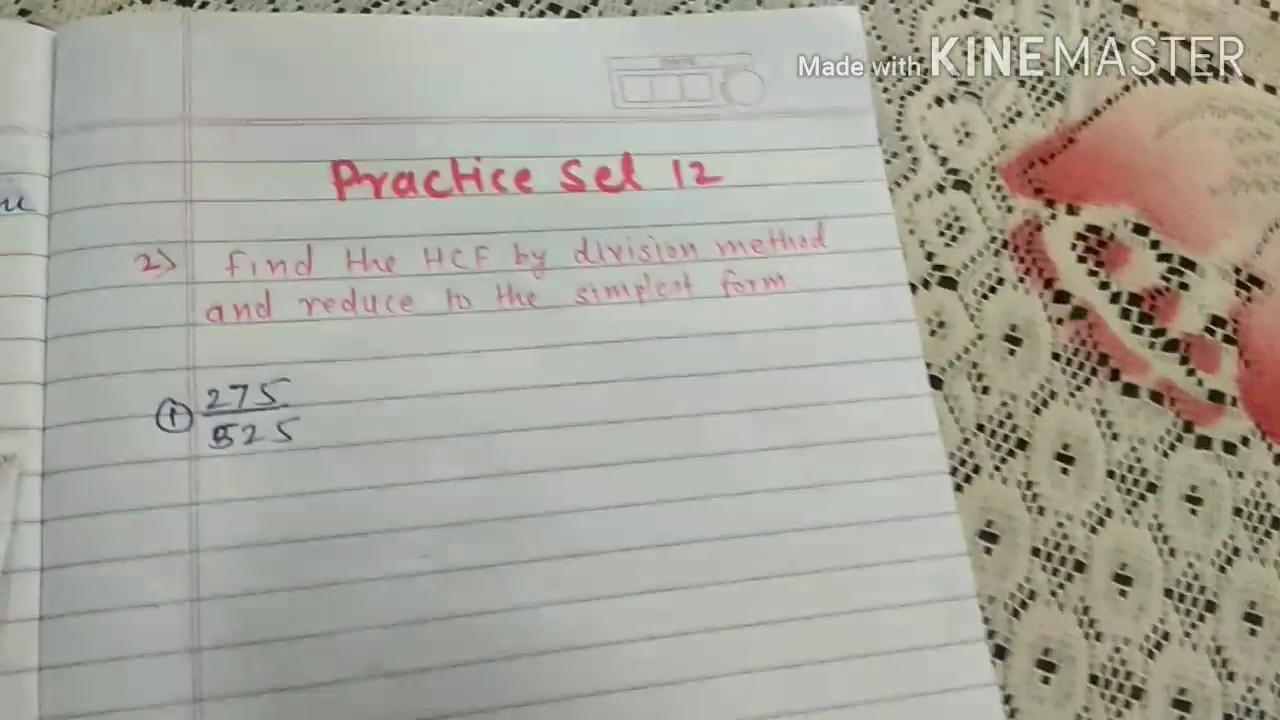 Made with KINEMASTER
Practice Set 12
2) find the HCF by division method
and reduce to the simplest form
① 275
525